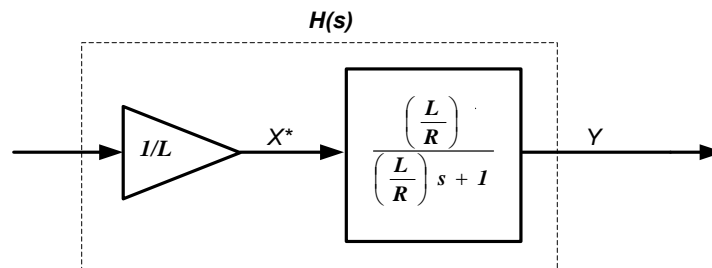 H(s)
1/L
X*
(L/R)
(L/R) s + 1
Y